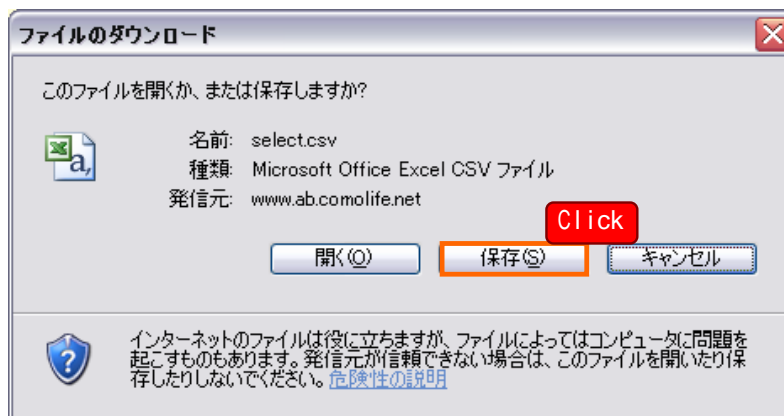 ファイルのダウンロード
このファイルを開くか、または保存しますか?
名前: select.csv
種類: Microsoft Office Excel CSV ファイル
発信元: www.ab.comolife.net
Click
開く(O) 保存(S) キャンセル
インターネットのファイルは役に立ちますが、ファイルによってはコンピュータに問題を
起こすものもあります。発信元が信頼できない場合は、このファイルを開いたり保
存したりしないでください。危険性の説明